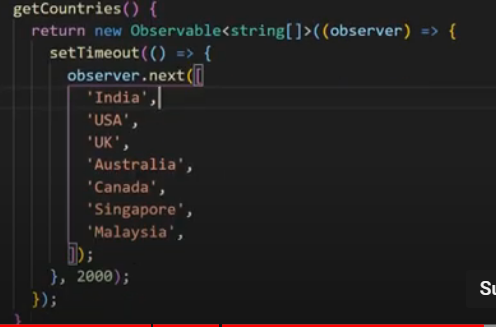 getCountries() {
return new Observable<string[]>((observer) => {
setTimeout(() => {
observer.next([
'India',
'USA',
'UK',
'Australia',
'Canada',
'Singapore',
'Malaysia',
]);
}, 2000);
});
}
Su